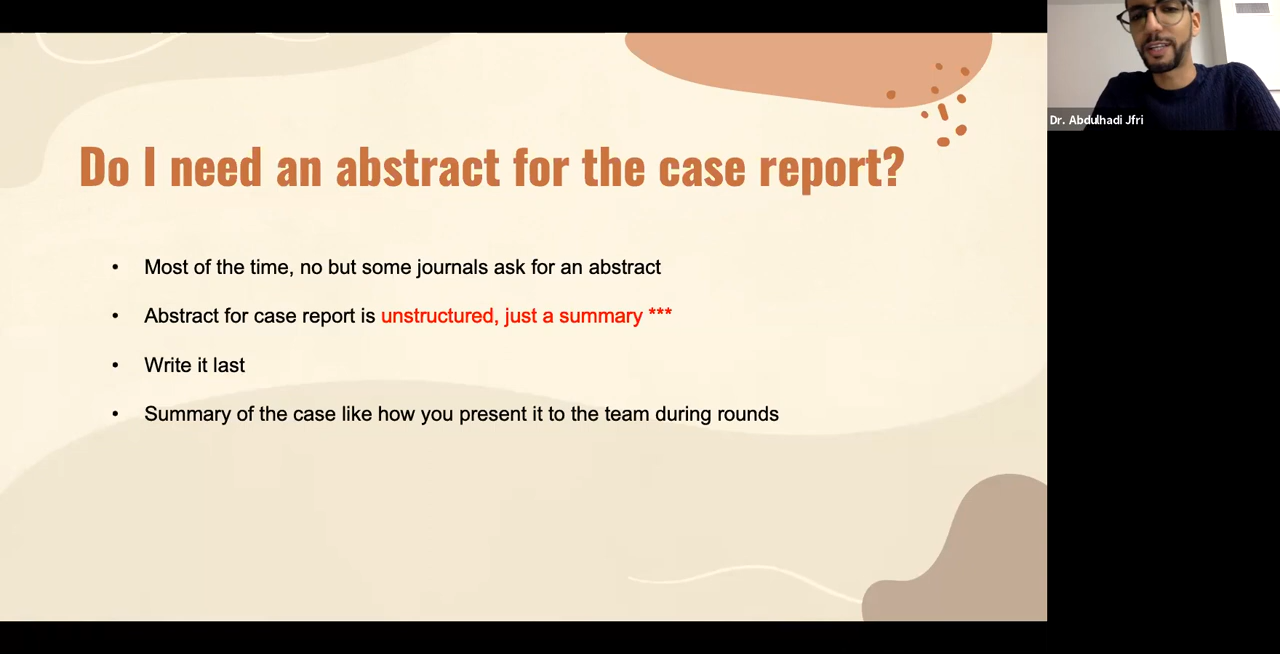 Do I need an abstract for the case report?
• Most of the time, no but some journals ask for an abstract
• Abstract for case report is unstructured, just a summary ***
• Write it last
• Summary of the case like how you present it to the team during rounds
Dr. Abdulhadi Jfri